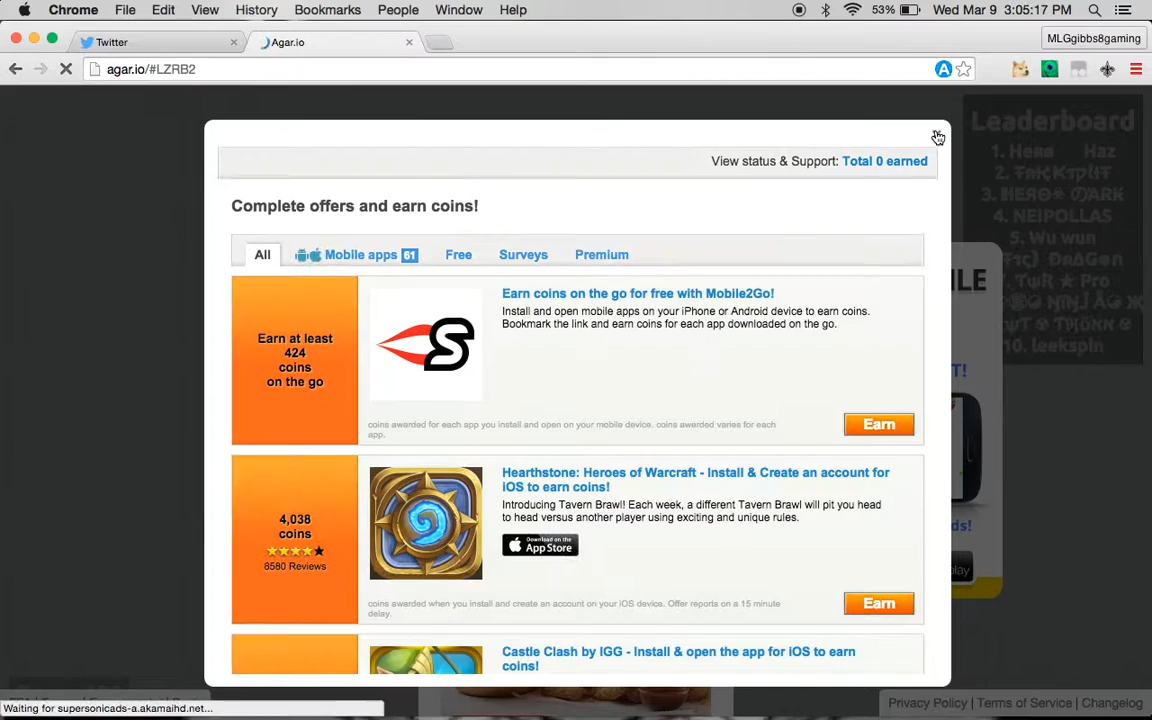 Chrome File Edit View History Bookmarks People Window Help 53% Wed Mar 9 3:05:17 PM
Twitter Agar.io MLGgibbs8gaming
agar.io/#LZRB2
Leaderboard
4. NEIPOLLAS
5. Wu wun
10. leekspin
View status & Support: Total 0 earned
Complete offers and earn coins!
All Mobile apps 61 Free Surveys Premium
Earn at least
424
coins
on the go
S
Earn coins on the go for free with Mobile2Go!
Install and open mobile apps on your iPhone or Android device to earn coins.
Bookmark the link and earn coins for each app downloaded on the go.
coins awarded for each app you install and open on your mobile device. coins awarded varies for each
app.
Earn
4,038
coins
8580 Reviews
Hearthstone: Heroes of Warcraft - Install & Create an account for
iOS to earn coins!
Introducing Tavern Brawl! Each week, a different Tavern Brawl will pit you head
to head versus another player using exciting and unique rules.
Download on the
App Store
coins awarded when you install and create an account on your iOS device. Offer reports on a 15 minute
delay.
Earn
Castle Clash by IGG - Install & open the app for iOS to earn
coins!
Privacy Policy | Terms of Service | Changelog
Waiting for supersonicads-a.akamaihd.net...